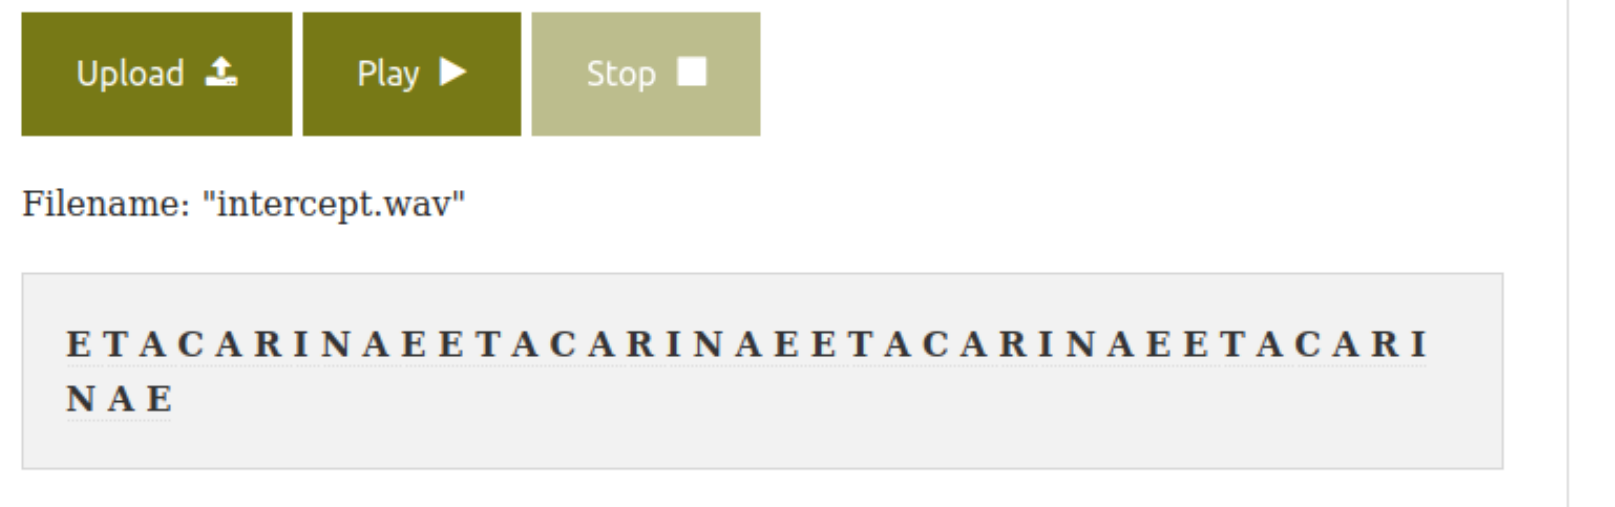 Upload Play Stop
Filename: "intercept.wav"
E T A C A R I N A E E T A C A R I N A E E T A C A R I N A E E T A C A R I
N A E